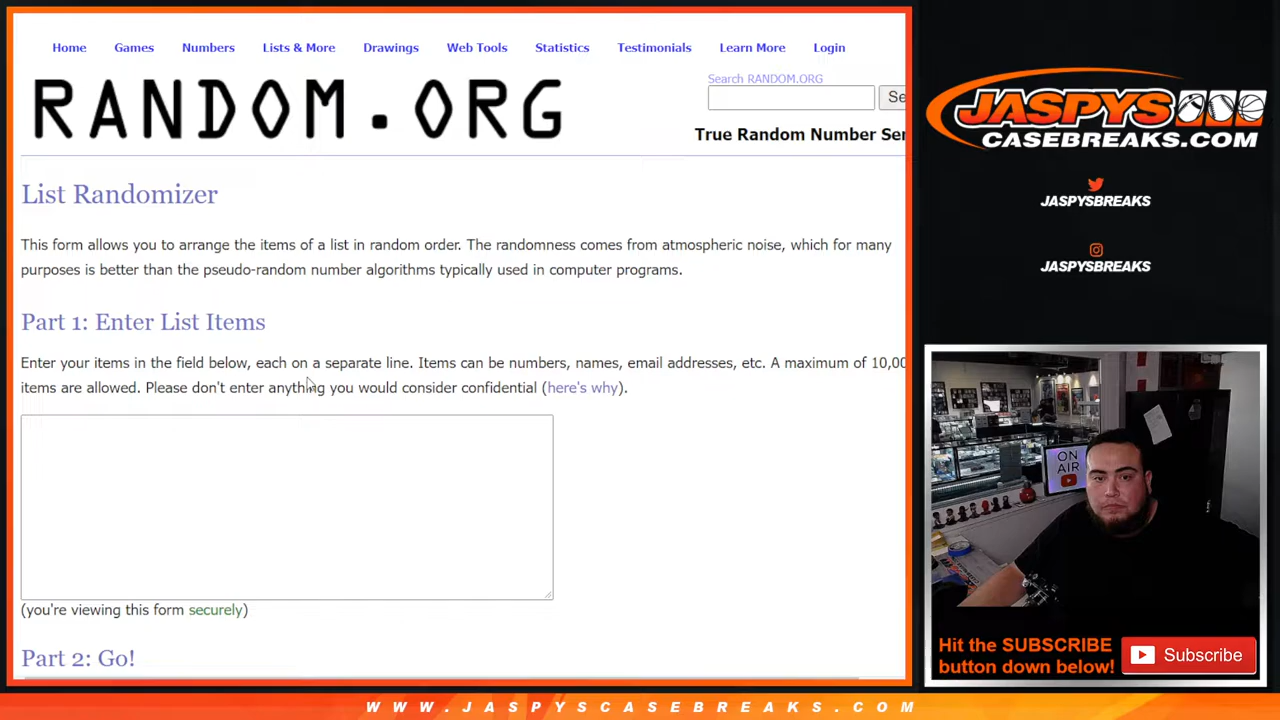 Home Games Numbers Lists & More Drawings Web Tools Statistics Testimonials Learn More Login
RANDOM.ORG
Search RANDOM.ORG
Se
True Random Number Ser
List Randomizer
This form allows you to arrange the items of a list in random order. The randomness comes from atmospheric noise, which for many
purposes is better than the pseudo-random number algorithms typically used in computer programs.
Part 1: Enter List Items
Enter your items in the field below, each on a separate line. Items can be numbers, names, email addresses, etc. A maximum of 10,00
items are allowed. Please don't enter anything you would consider confidential (here's why).
(you're viewing this form securely)
Part 2: Go!
JASPYS
CASEBREAKS.COM
JASPYSBREAKS
JASPYSBREAKS
ON
AIR
Hit the SUBSCRIBE
button down below!
Subscribe
WWW.JASPYSCASEBREAKS.COM